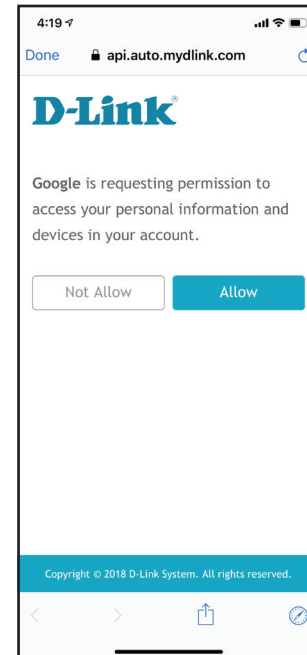 4:19
Done api.auto.mydlink.com
D-Link®
Google is requesting permission to
access your personal information and
devices in your account.
Not Allow Allow
Copyright © 2018 D-Link System. All rights reserved.